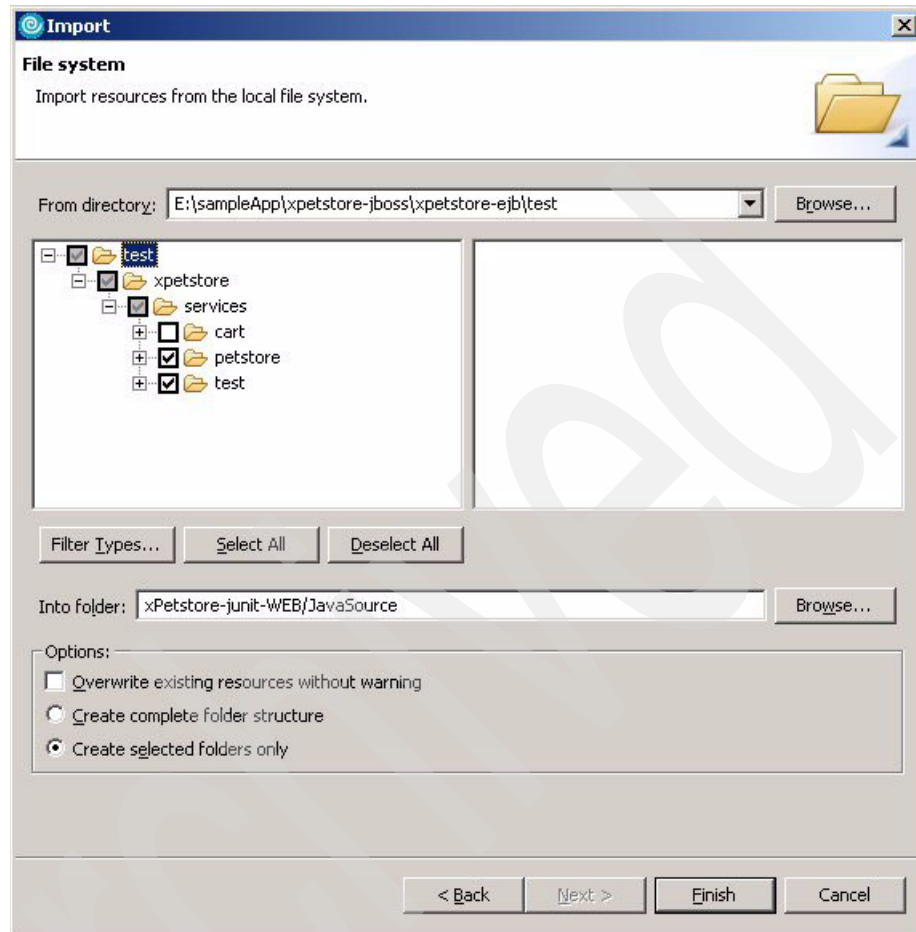 Import
File system
Import resources from the local file system.
From directory: E:\sampleApp\xpetstore-jboss\xpetstore-ejb\test Browse...
test
xpetstore
services
cart
petstore
test
Filter Types... Select All Deselect All
Into folder: xPetstore-junit-WEB/JavaSource Browse...
Options:
Overwrite existing resources without warning
Create complete folder structure
Create selected folders only
< Back Next > Finish Cancel